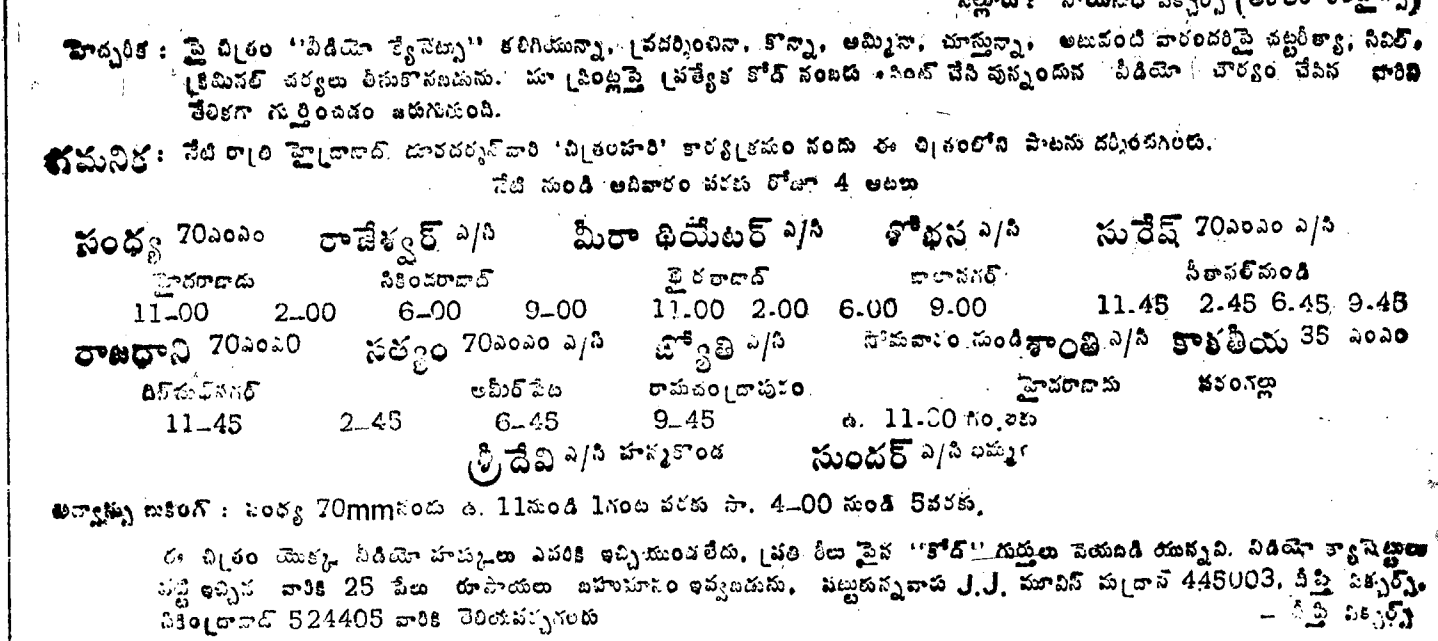 హెచ్చరిక : పై చిత్రం "వీడియో క్యేసెట్సు" కలిగియున్నా, ప్రదర్శించినా, కొన్నా, అమ్మినా, చూస్తున్నా, అటువంటి వారందరిపై చట్టరీత్యా, సివిల్,
క్రిమినల్ చర్యలు తీసుకొనబడును. మా ప్రింట్లపై ప్రత్యేక కోడ్ నంబరు ప్రింట్ చేసి వున్నందున వీడియో చౌర్యం చేసిన వారిని
తేలికగా గుర్తించడం జరుగుతుంది.
గమనిక: నేటి రాత్రి హైద్రాబాద్ దూరదర్శన్‌వారి 'చిత్రలహరి' కార్యక్రమం నందు ఈ చిత్రంలోని పాటను దర్శించగలరు.
నేటి నుండి ఆదివారం వరకు రోజూ 4 ఆటలు
సంధ్య 70ఎంఎం రాజేశ్వర్ ఎ/సి మీరా థియేటర్ ఎ/సి శోభన ఎ/సి సురేష్ 70ఎంఎం ఎ/సి
హైదరాబాదు సికిందరాబాద్ ఖైరతాబాద్ బాలానగర్ సీతాఫల్‌మండి
11-00 2-00 6-00 9-00 11.00 2.00 6.00 9.00 11.45 2.45 6.45 9.45
రాజధాని 70ఎంఎం సత్యం 70ఎంఎం ఎ/సి జ్యోతి ఎ/సి సోమవారం నుండి శాంతి ఎ/సి కాకతీయ 35 ఎంఎం
దిల్‌సుఖ్‌నగర్ అమీర్‌పేట రామచంద్రాపురం హైదరాబాదు వరంగల్లు
11-45 2-45 6-45 9-45 ఉ. 11-30 గం.లకు
శ్రీదేవి ఎ/సి హన్మకొండ సుందర్ ఎ/సి ఖమ్మం
అడ్వాన్సు బుకింగ్ : సంధ్య 70mmనందు ఉ. 11నుండి 1గంట వరకు సా. 4-00 నుండి 5వరకు.
ఈ చిత్రం యొక్క వీడియో హక్కులు ఎవరికి ఇచ్చియుండలేదు, ప్రతి రీలు పైన "కోడ్" గుర్తులు వేయబడి యున్నవి. వీడియో క్యాషెట్టులు
పట్టి ఇచ్చిన వారికి 25 వేలు రూపాయలు బహుమానం ఇవ్వబడును, పట్టుకున్నవారు J.J. మూవీస్ మద్రాస్ 445003, దీప్తి పిక్చర్స్,
సికింద్రాబాద్ 524405 వారికి తెలియపర్చగలరు – దీప్తి పిక్చర్స్